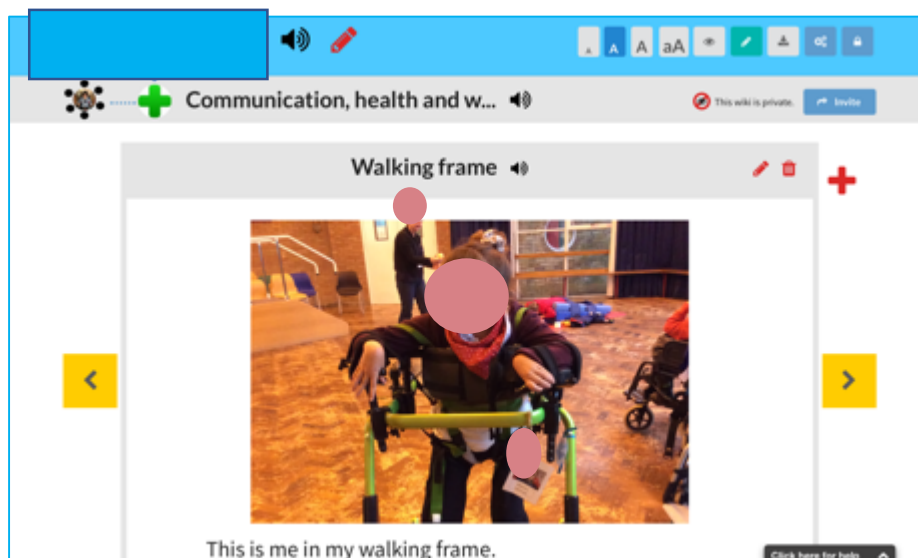 A A A aA
Communication, health and w...
This wiki is private. Invite
Walking frame
This is me in my walking frame.
Click here for help